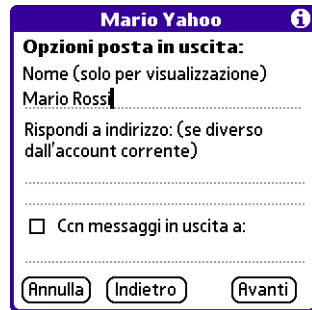 Mario Yahoo
Opzioni posta in uscita:
Nome (solo per visualizzazione)
Mario Rossi
Rispondi a indirizzo: (se diverso
dall'account corrente)
Ccn messaggi in uscita a:
Annulla Indietro Avanti